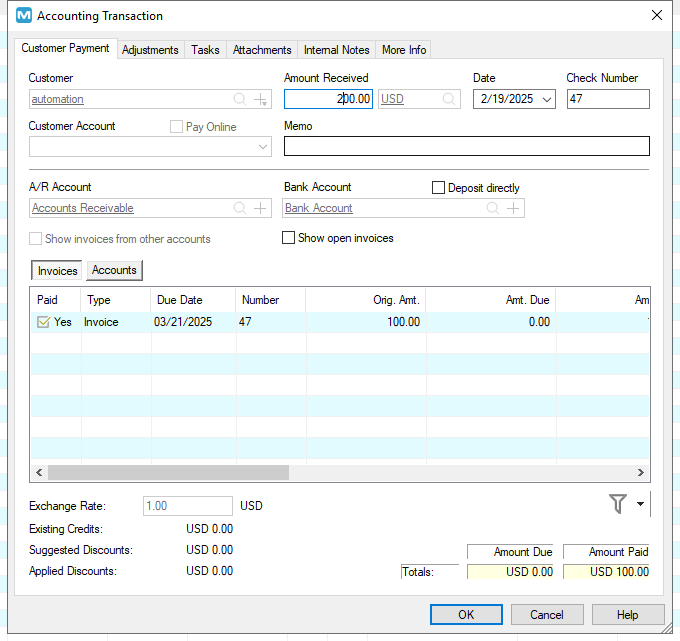 Accounting Transaction
Customer Payment Adjustments Tasks Attachments Internal Notes More Info
Customer Amount Received Date Check Number
automation 200.00 USD 2/19/2025 47
Customer Account Pay Online Memo
A/R Account Bank Account Deposit directly
Accounts Receivable Bank Account
Show invoices from other accounts Show open invoices
Invoices Accounts
Paid Type Due Date Number Orig. Amt. Amt. Due Am
Yes Invoice 03/21/2025 47 100.00 0.00
Exchange Rate: 1.00 USD
Existing Credits: USD 0.00
Suggested Discounts: USD 0.00 Amount Due Amount Paid
Applied Discounts: USD 0.00 Totals: USD 0.00 USD 100.00
OK Cancel Help